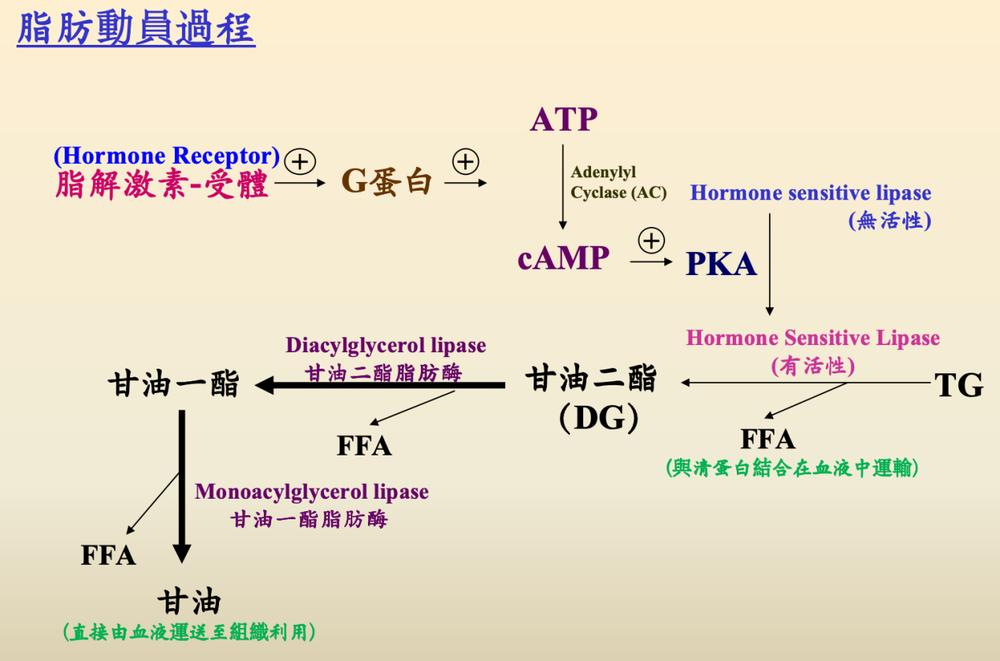 脂肪動員過程
ATP
(Hormone Receptor)
脂解激素-受體
+
G蛋白
+
Adenylyl
Cyclase (AC)
Hormone sensitive lipase
(無活性)
cAMP
+
PKA
Hormone Sensitive Lipase
(有活性)
TG
甘油二酯
(DG)
FFA
(與清蛋白結合在血液中運輸)
Diacylglycerol lipase
甘油二酯脂肪酶
甘油一酯
FFA
Monoacylglycerol lipase
甘油一酯脂肪酶
FFA
甘油
(直接由血液運送至組織利用)